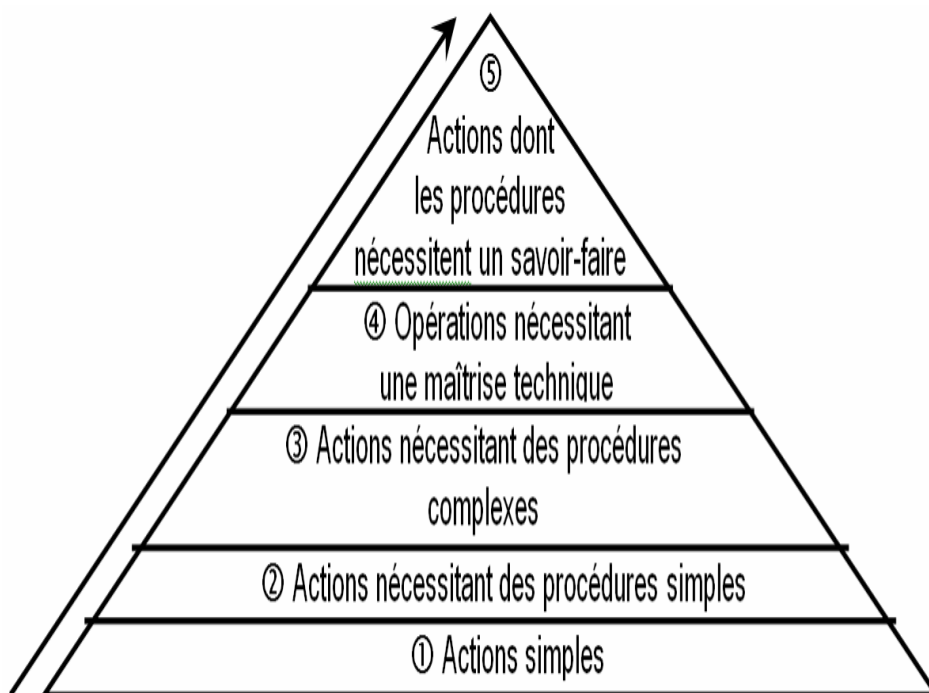 ⑤
Actions dont
les procédures
nécessitent un savoir-faire
④ Opérations nécessitant
une maîtrise technique
③ Actions nécessitant des procédures
complexes
② Actions nécessitant des procédures simples
① Actions simples